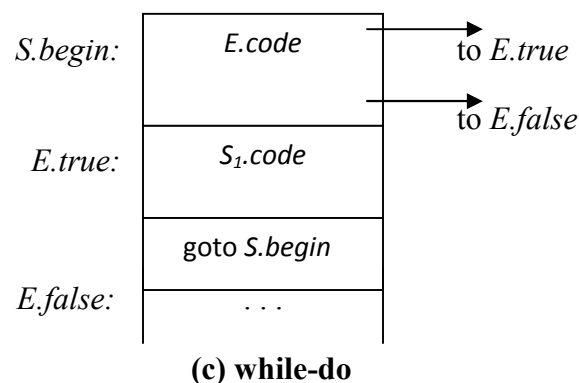 S.begin: E.code to E.true
to E.false
E.true: S₁.code
goto S.begin
E.false: . . .
(c) while-do